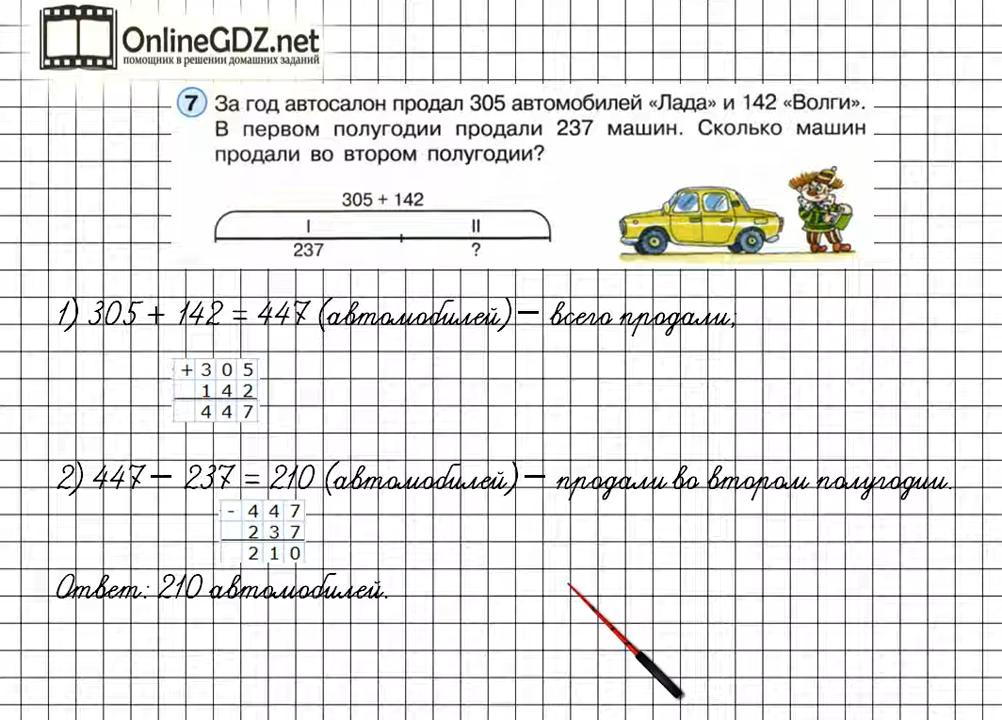 OnlineGDZ.net
помощник в решении домашних заданий
7 За год автосалон продал 305 автомобилей «Лада» и 142 «Волги».
В первом полугодии продали 237 машин. Сколько машин
продали во втором полугодии?
305 + 142
I II
237 ?
1) 305 + 142 = 447 (автомобилей) – всего продали;
+ 3 0 5
1 4 2
4 4 7
2) 447 – 237 = 210 (автомобилей) – продали во втором полугодии.
- 4 4 7
2 3 7
2 1 0
Ответ: 210 автомобилей.